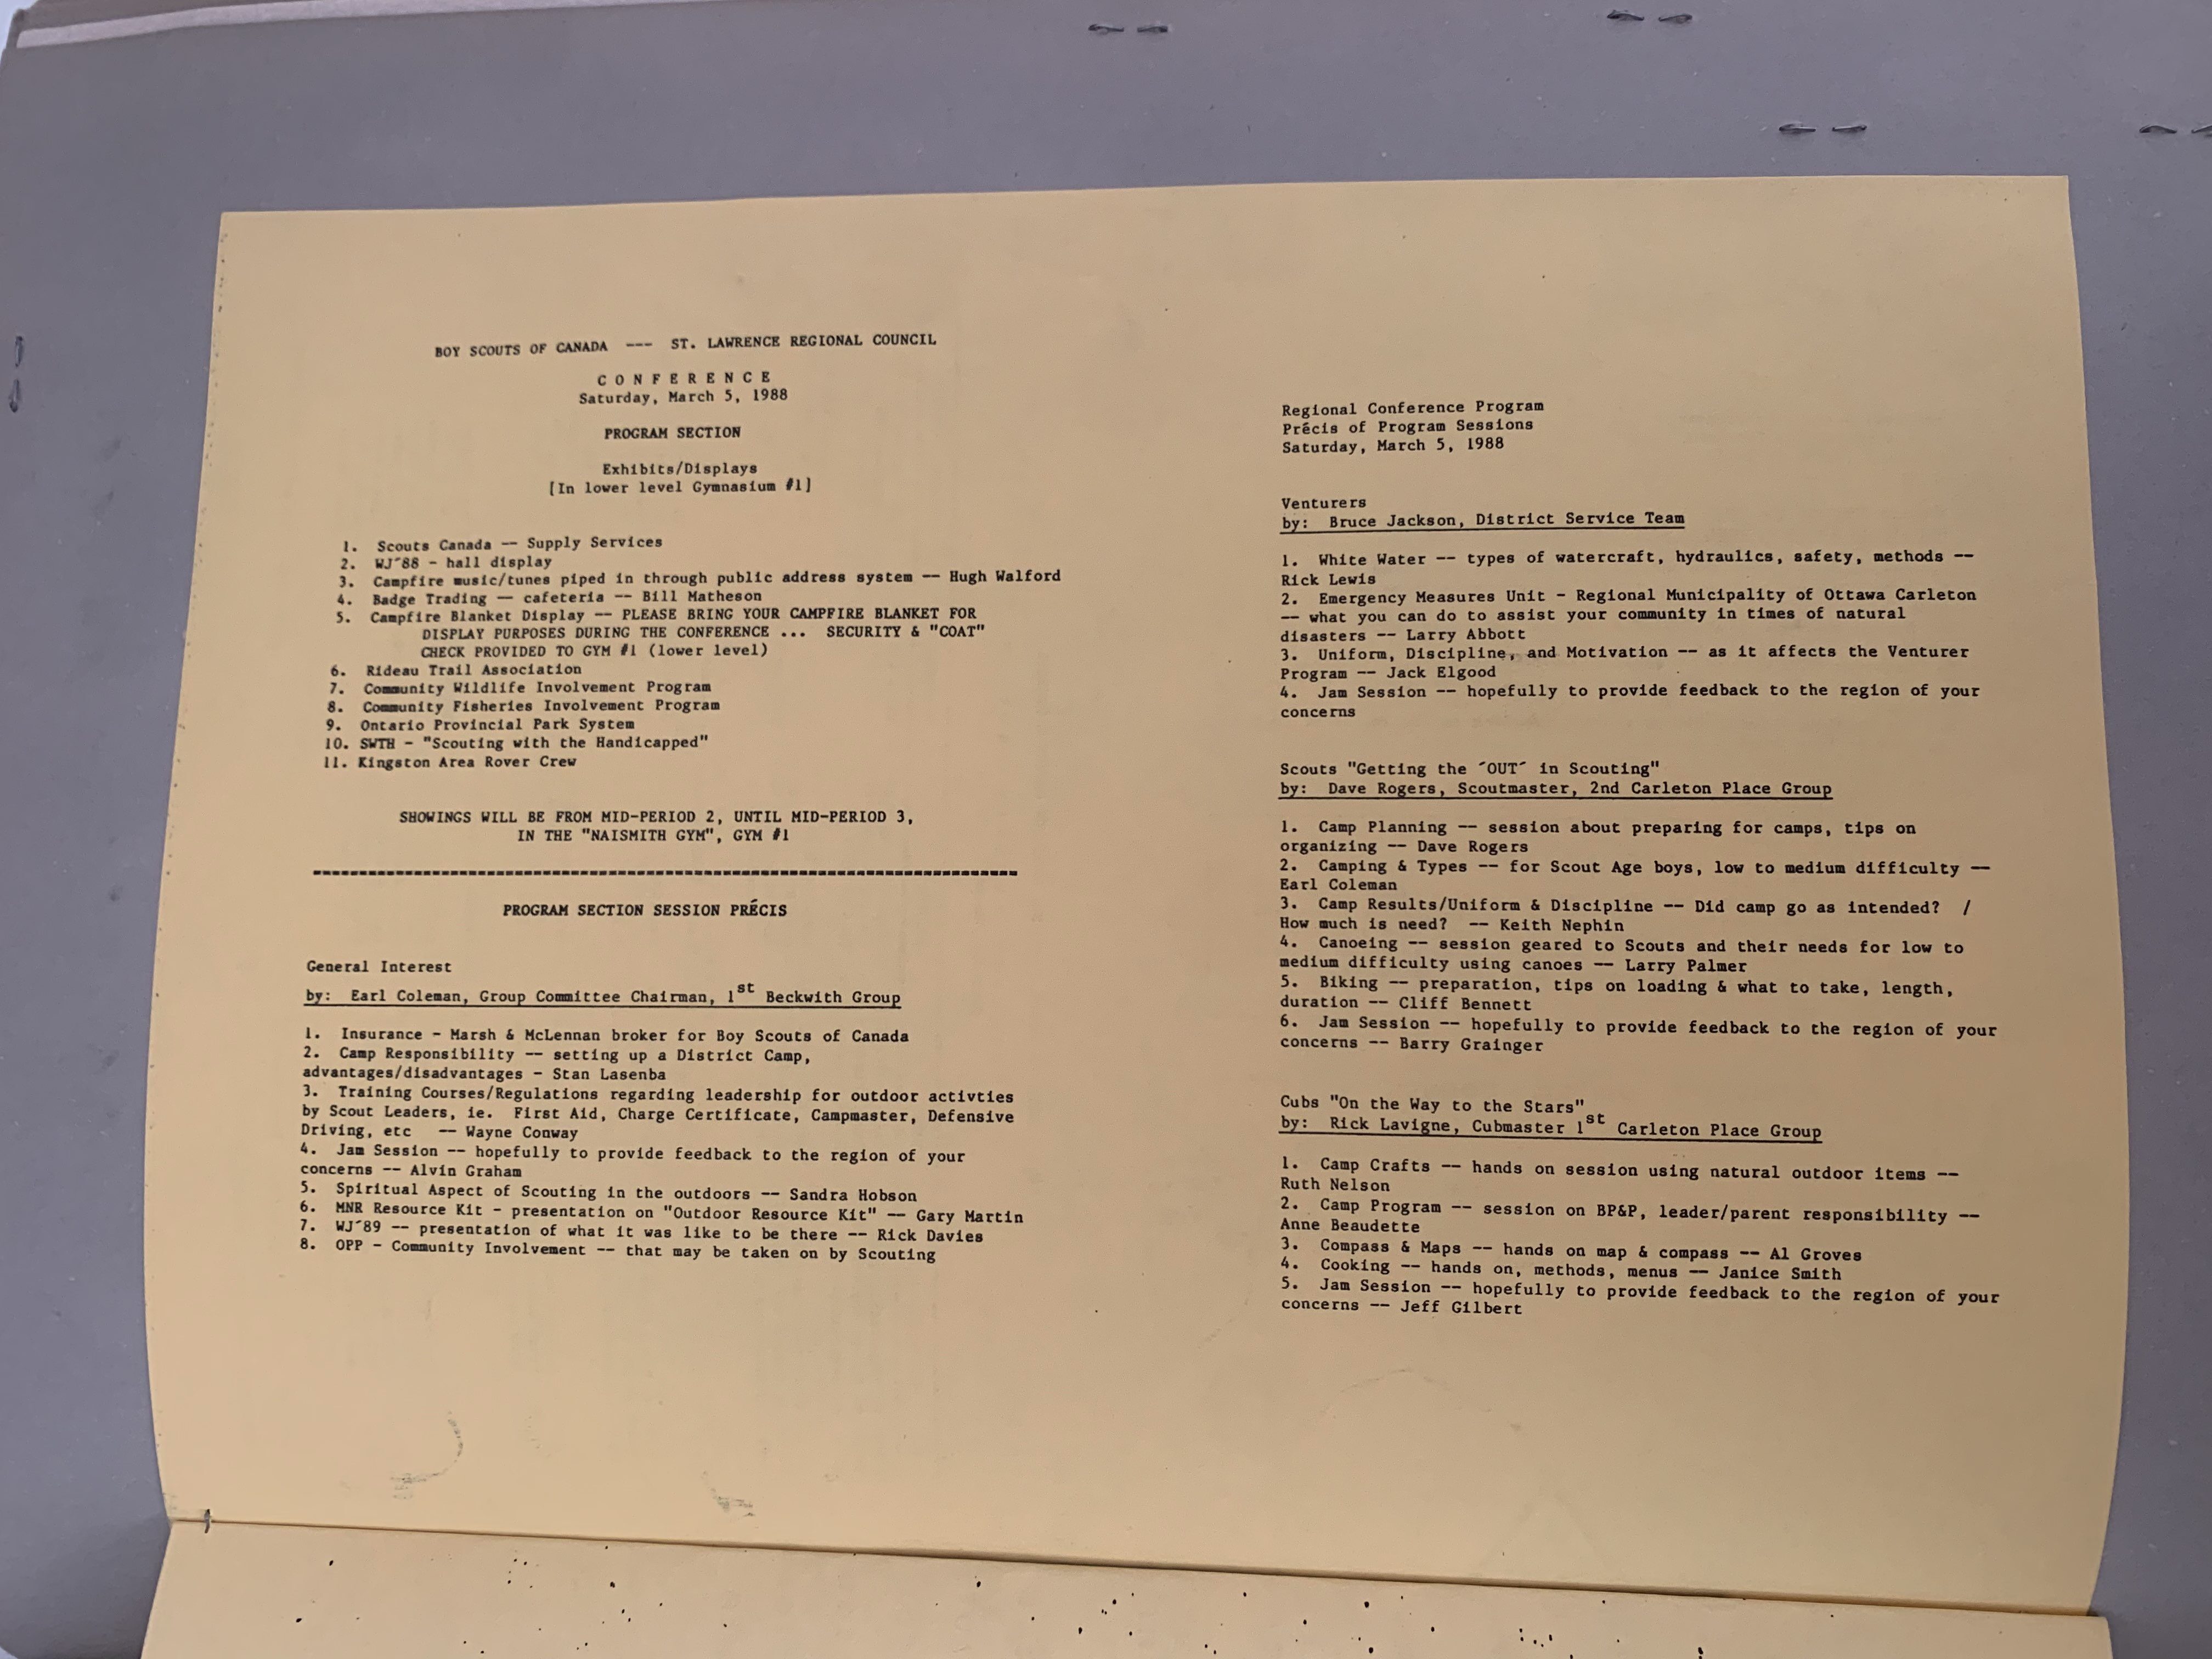 BOY SCOUTS OF CANADA --- ST. LAWRENCE REGIONAL COUNCIL
C O N F E R E N C E
Saturday, March 5, 1988
PROGRAM SECTION
Exhibits/Displays
[In lower level Gymnasium #1]
1. Scouts Canada -- Supply Services
2. WJ´88 - hall display
3. Campfire music/tunes piped in through public address system -- Hugh Walford
4. Badge Trading -- cafeteria -- Bill Matheson
5. Campfire Blanket Display -- PLEASE BRING YOUR CAMPFIRE BLANKET FOR
DISPLAY PURPOSES DURING THE CONFERENCE ... SECURITY & "COAT"
CHECK PROVIDED TO GYM #1 (lower level)
6. Rideau Trail Association
7. Community Wildlife Involvement Program
8. Community Fisheries Involvement Program
9. Ontario Provincial Park System
10. SWTH - "Scouting with the Handicapped"
11. Kingston Area Rover Crew
SHOWINGS WILL BE FROM MID-PERIOD 2, UNTIL MID-PERIOD 3,
IN THE "NAISMITH GYM", GYM #1
PROGRAM SECTION SESSION PRÉCIS
General Interest
by: Earl Coleman, Group Committee Chairman, 1st Beckwith Group
1. Insurance - Marsh & McLennan broker for Boy Scouts of Canada
2. Camp Responsibility -- setting up a District Camp,
advantages/disadvantages - Stan Lasenba
3. Training Courses/Regulations regarding leadership for outdoor activties
by Scout Leaders, ie. First Aid, Charge Certificate, Campmaster, Defensive
Driving, etc -- Wayne Conway
4. Jam Session -- hopefully to provide feedback to the region of your
concerns -- Alvin Graham
5. Spiritual Aspect of Scouting in the outdoors -- Sandra Hobson
6. MNR Resource Kit - presentation on "Outdoor Resource Kit" -- Gary Martin
7. WJ´89 -- presentation of what it was like to be there -- Rick Davies
8. OPP - Community Involvement -- that may be taken on by Scouting
Regional Conference Program
Précis of Program Sessions
Saturday, March 5, 1988
Venturers
by: Bruce Jackson, District Service Team
1. White Water -- types of watercraft, hydraulics, safety, methods --
Rick Lewis
2. Emergency Measures Unit - Regional Municipality of Ottawa Carleton
-- what you can do to assist your community in times of natural
disasters -- Larry Abbott
3. Uniform, Discipline, and Motivation -- as it affects the Venturer
Program -- Jack Elgood
4. Jam Session -- hopefully to provide feedback to the region of your
concerns
Scouts "Getting the ´OUT´ in Scouting"
by: Dave Rogers, Scoutmaster, 2nd Carleton Place Group
1. Camp Planning -- session about preparing for camps, tips on
organizing -- Dave Rogers
2. Camping & Types -- for Scout Age boys, low to medium difficulty --
Earl Coleman
3. Camp Results/Uniform & Discipline -- Did camp go as intended? /
How much is need? -- Keith Nephin
4. Canoeing -- session geared to Scouts and their needs for low to
medium difficulty using canoes -- Larry Palmer
5. Biking -- preparation, tips on loading & what to take, length,
duration -- Cliff Bennett
6. Jam Session -- hopefully to provide feedback to the region of your
concerns -- Barry Grainger
Cubs "On the Way to the Stars"
by: Rick Lavigne, Cubmaster 1st Carleton Place Group
1. Camp Crafts -- hands on session using natural outdoor items --
Ruth Nelson
2. Camp Program -- session on BP&P, leader/parent responsibility --
Anne Beaudette
3. Compass & Maps -- hands on map & compass -- Al Groves
4. Cooking -- hands on, methods, menus -- Janice Smith
5. Jam Session -- hopefully to provide feedback to the region of your
concerns -- Jeff Gilbert